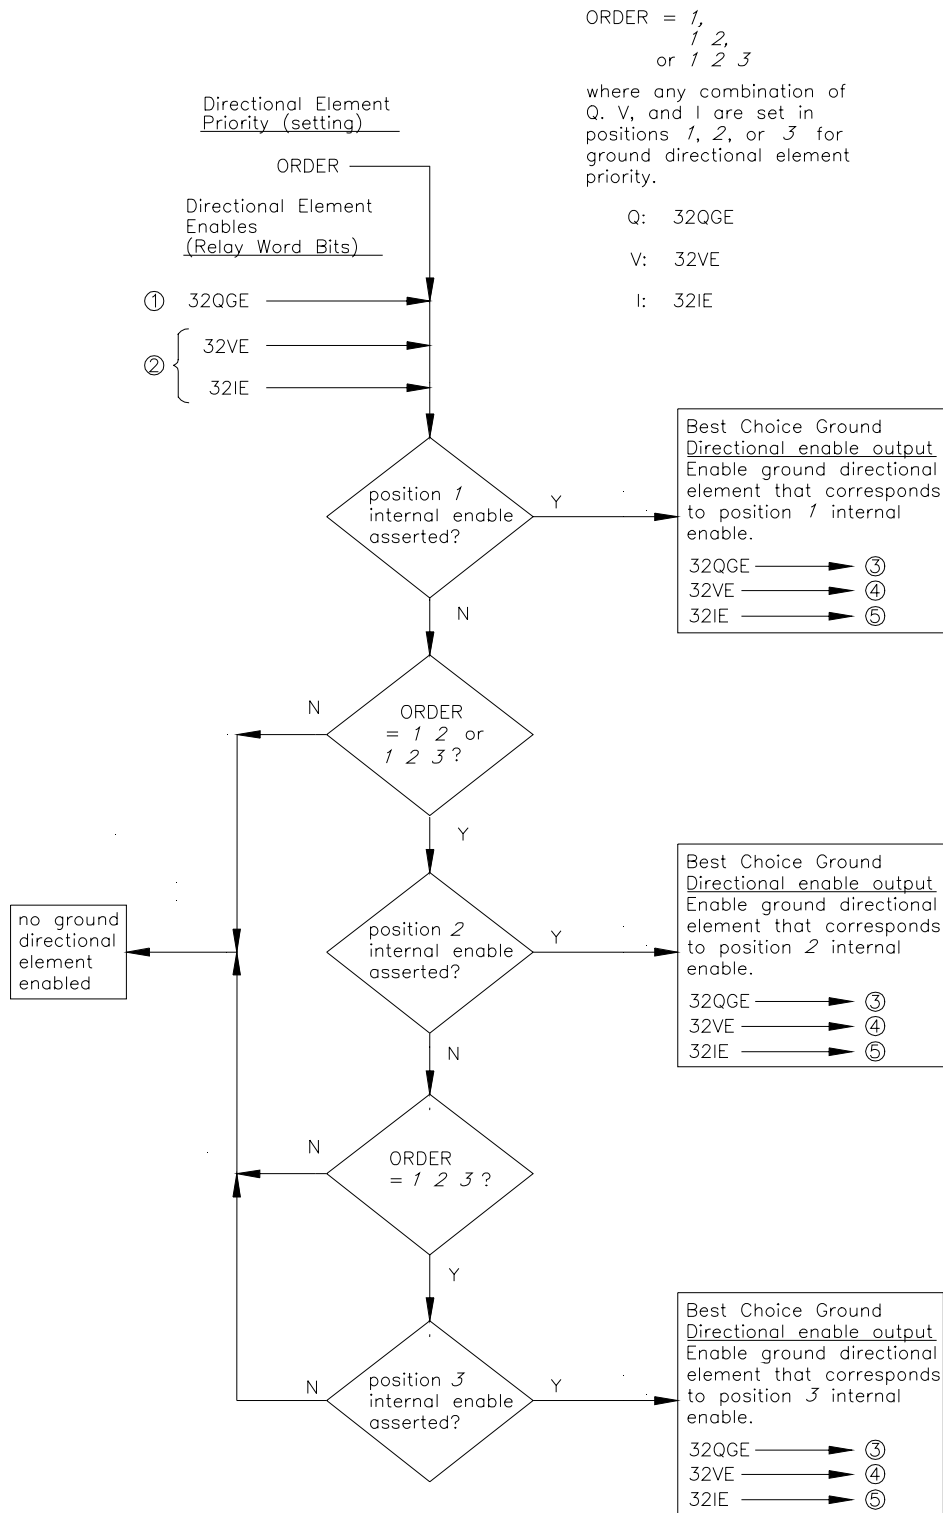 ORDER = 1,
1 2,
or 1 2 3
where any combination of
Q. V, and I are set in
positions 1, 2, or 3 for
ground directional element
priority.
Q: 32QGE
V: 32VE
I: 32IE
Directional Element
Priority (setting)
ORDER
Directional Element
Enables
(Relay Word Bits)
① 32QGE
② 32VE
32IE
position 1
internal enable
asserted?
Y
N
Best Choice Ground
Directional enable output
Enable ground directional
element that corresponds
to position 1 internal
enable.
32QGE ③
32VE ④
32IE ⑤
ORDER
= 1 2 or
1 2 3?
N
Y
position 2
internal enable
asserted?
Y
N
Best Choice Ground
Directional enable output
Enable ground directional
element that corresponds
to position 2 internal
enable.
32QGE ③
32VE ④
32IE ⑤
no ground
directional
element
enabled
ORDER
= 1 2 3?
N
Y
position 3
internal enable
asserted?
N
Y
Best Choice Ground
Directional enable output
Enable ground directional
element that corresponds
to position 3 internal
enable.
32QGE ③
32VE ④
32IE ⑤